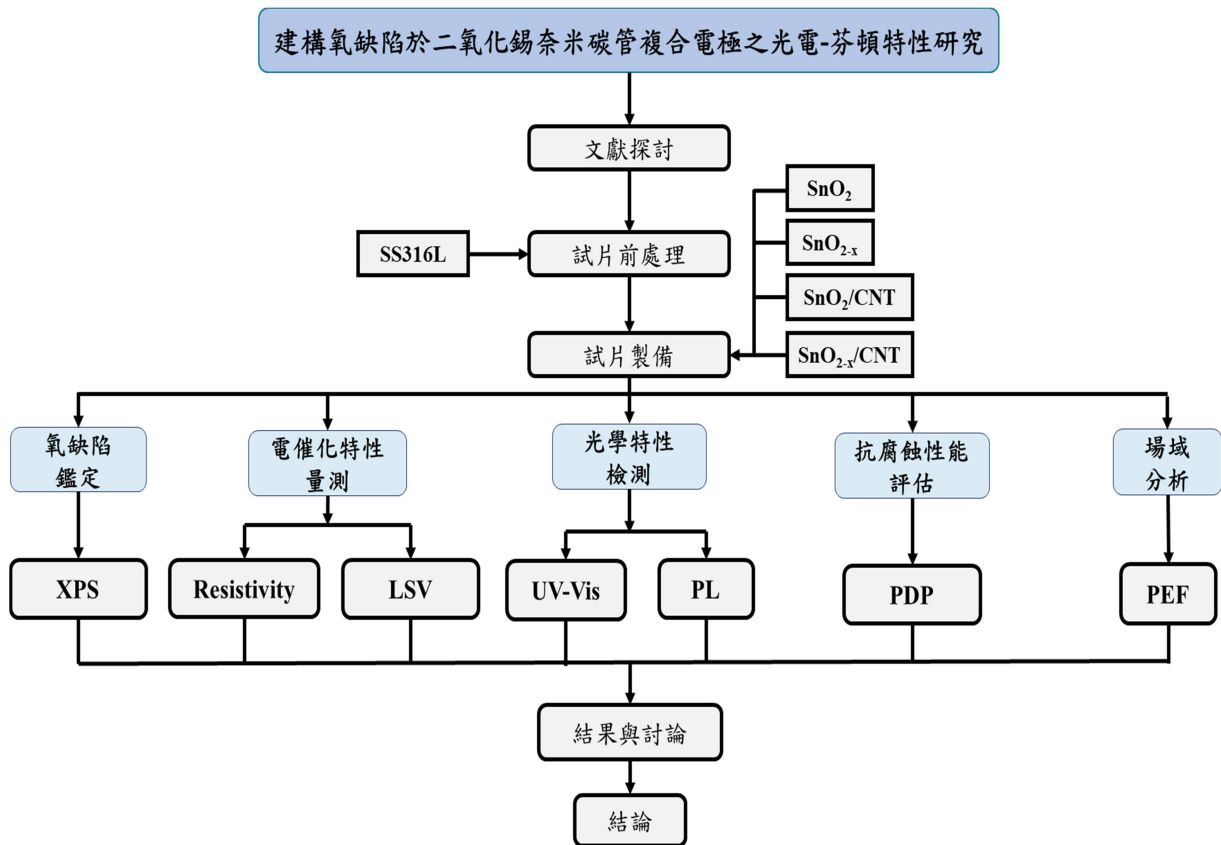 建構氧缺陷於二氧化錫奈米碳管複合電極之光電-芬頓特性研究
文獻探討
SnO₂
SS316L
試片前處理
SnO₂₋ₓ
SnO₂/CNT
試片製備
SnO₂₋ₓ/CNT
氧缺陷
鑑定
電催化特性
量測
光學特性
檢測
抗腐蝕性能
評估
場域
分析
XPS
Resistivity
LSV
UV-Vis
PL
PDP
PEF
結果與討論
結論